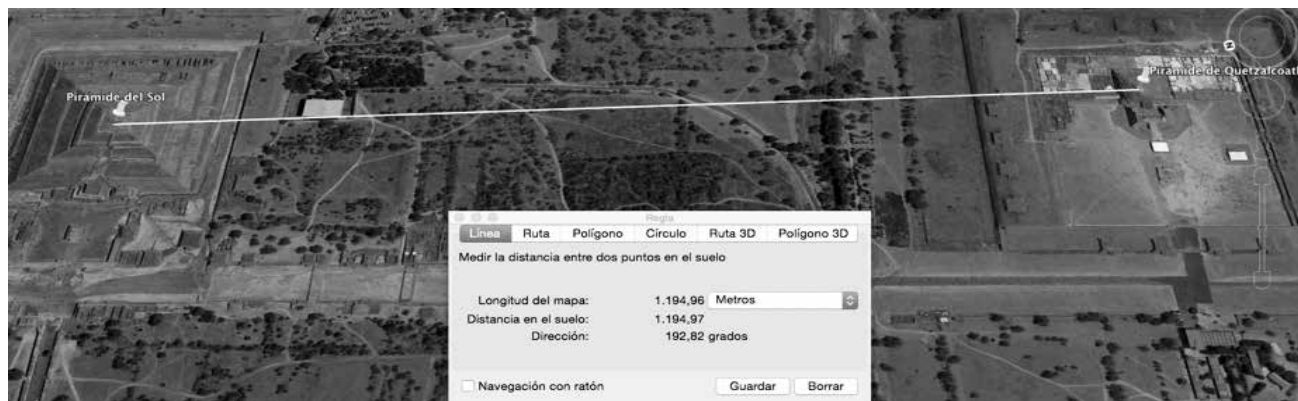 Piramide del Sol
Piramide de Quetzalcoatl
Regla
Línea Ruta Polígono Círculo Ruta 3D Polígono 3D
Medir la distancia entre dos puntos en el suelo
Longitud del mapa: 1.194,96 Metros
Distancia en el suelo: 1.194,97
Dirección: 192,82 grados
Navegación con ratón Guardar Borrar